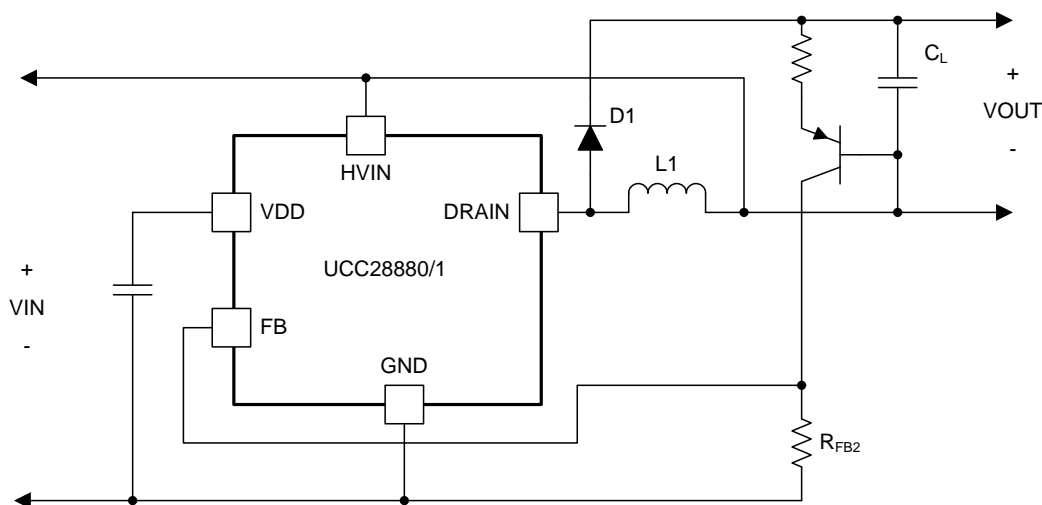 C_L
+
VOUT
-
D1
HVIN
L1
VDD
DRAIN
+
VIN
-
UCC28880/1
FB
GND
R_FB2